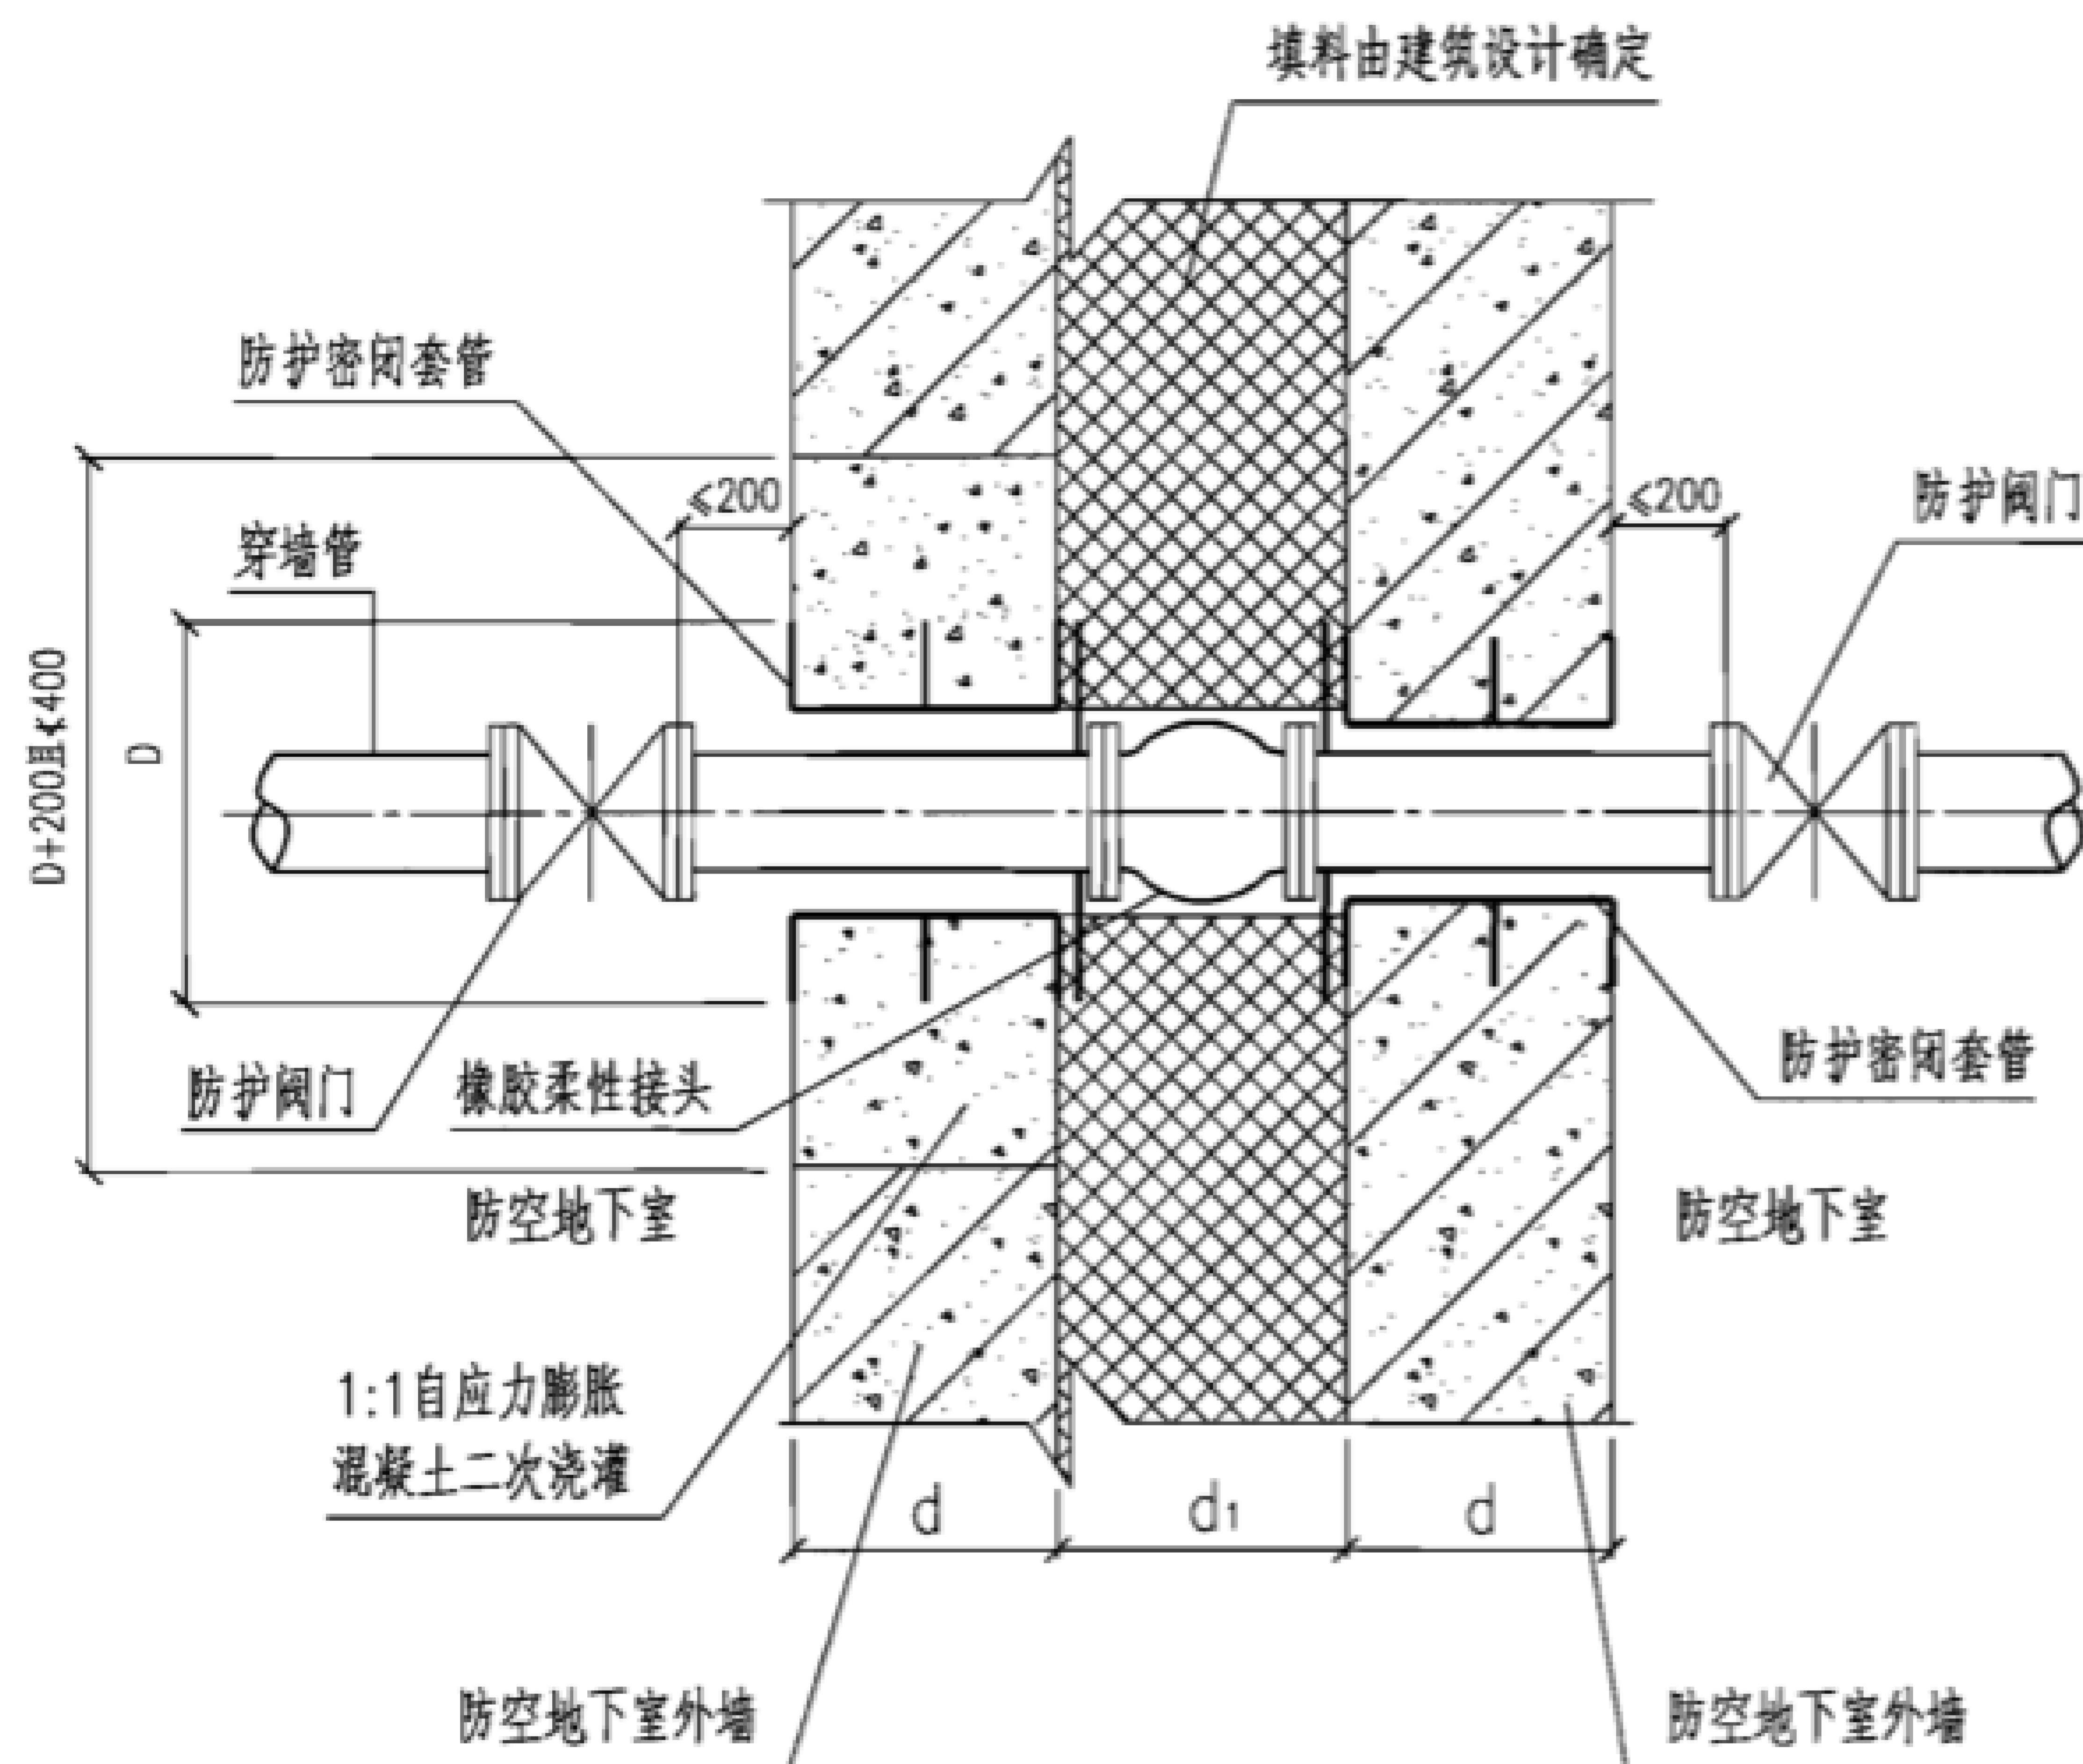 填料由建筑设计确定
防护密闭套管
≮200
≮200
防护阀门
穿墙管
D+200且≮400
D
防护阀门
橡胶柔性接头
防护密闭套管
防空地下室
防空地下室
1:1自应力膨胀
混凝土二次浇灌
d
d₁
d
防空地下室外墙
防空地下室外墙